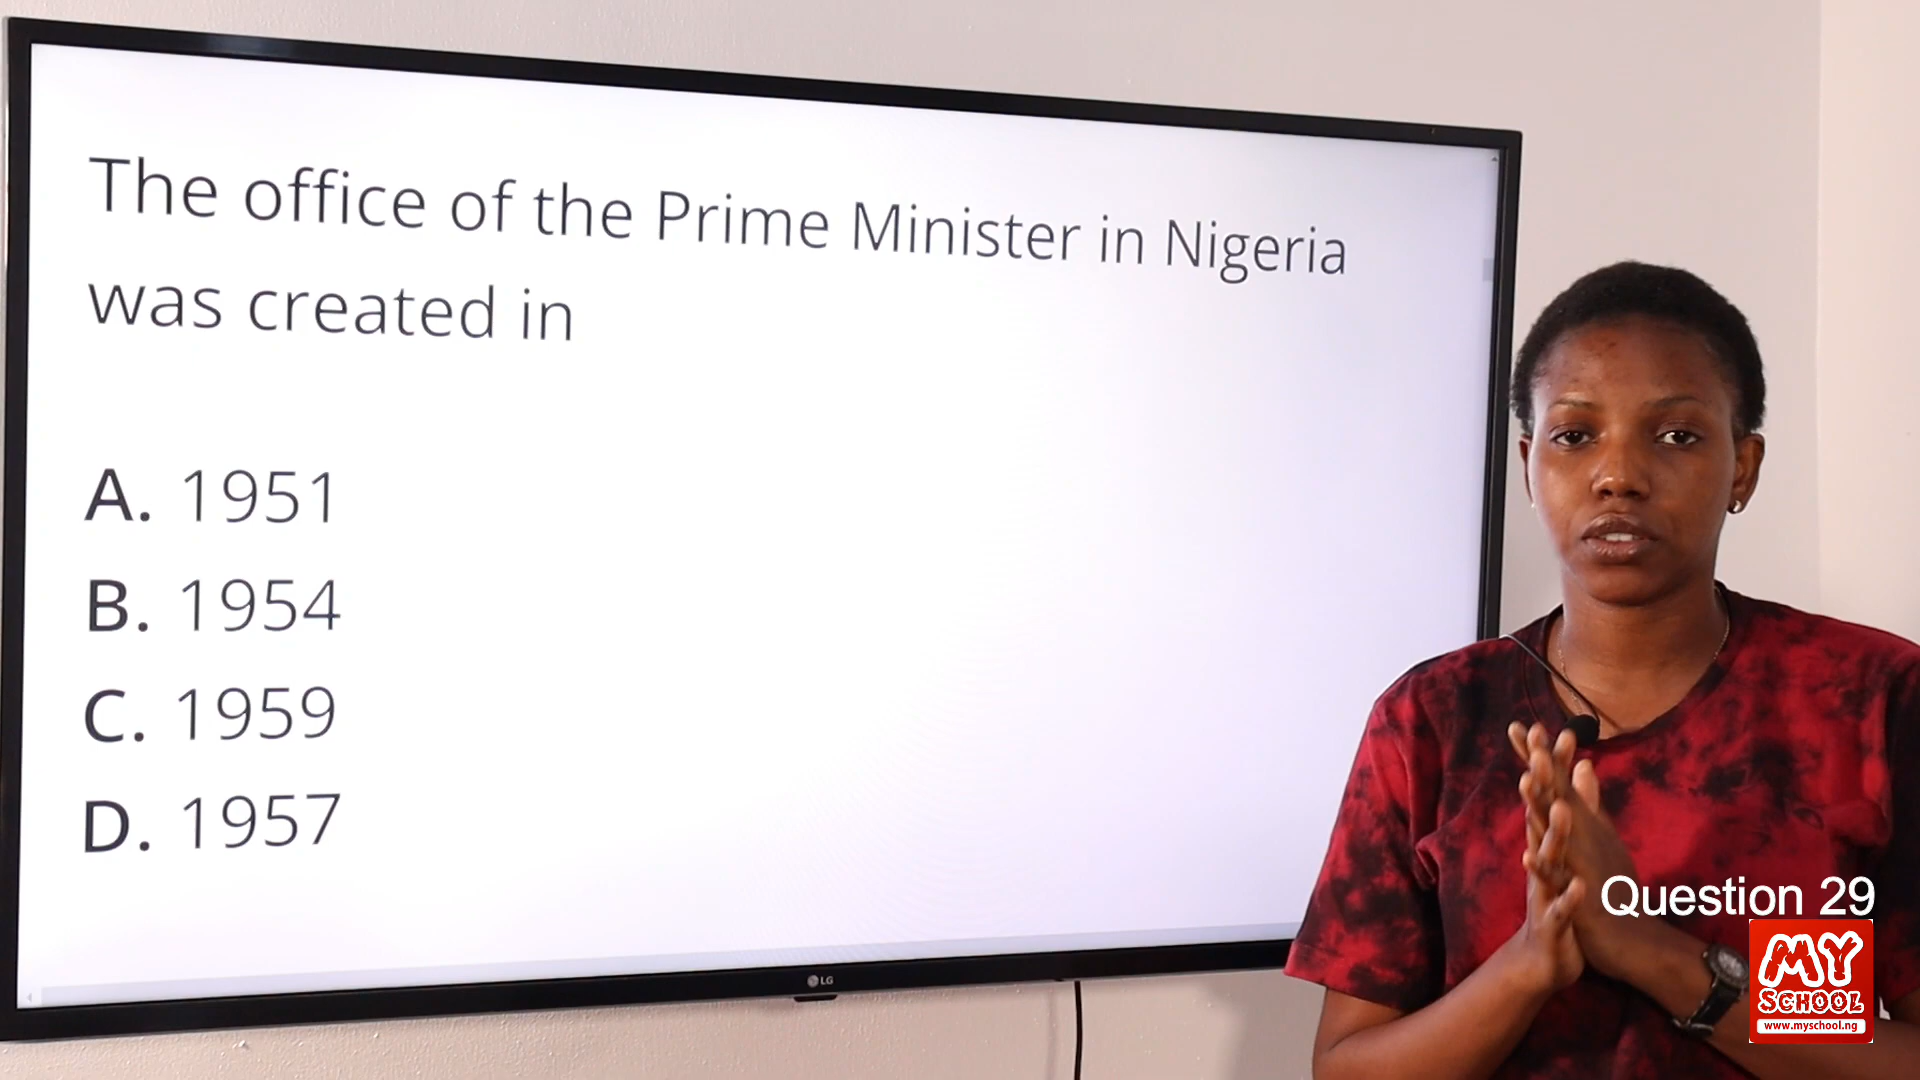 The office of the Prime Minister in Nigeria
was created in
A. 1951
B. 1954
C. 1959
D. 1957
LG
Question 29
MY
SCHOOL
www.myschool.ng